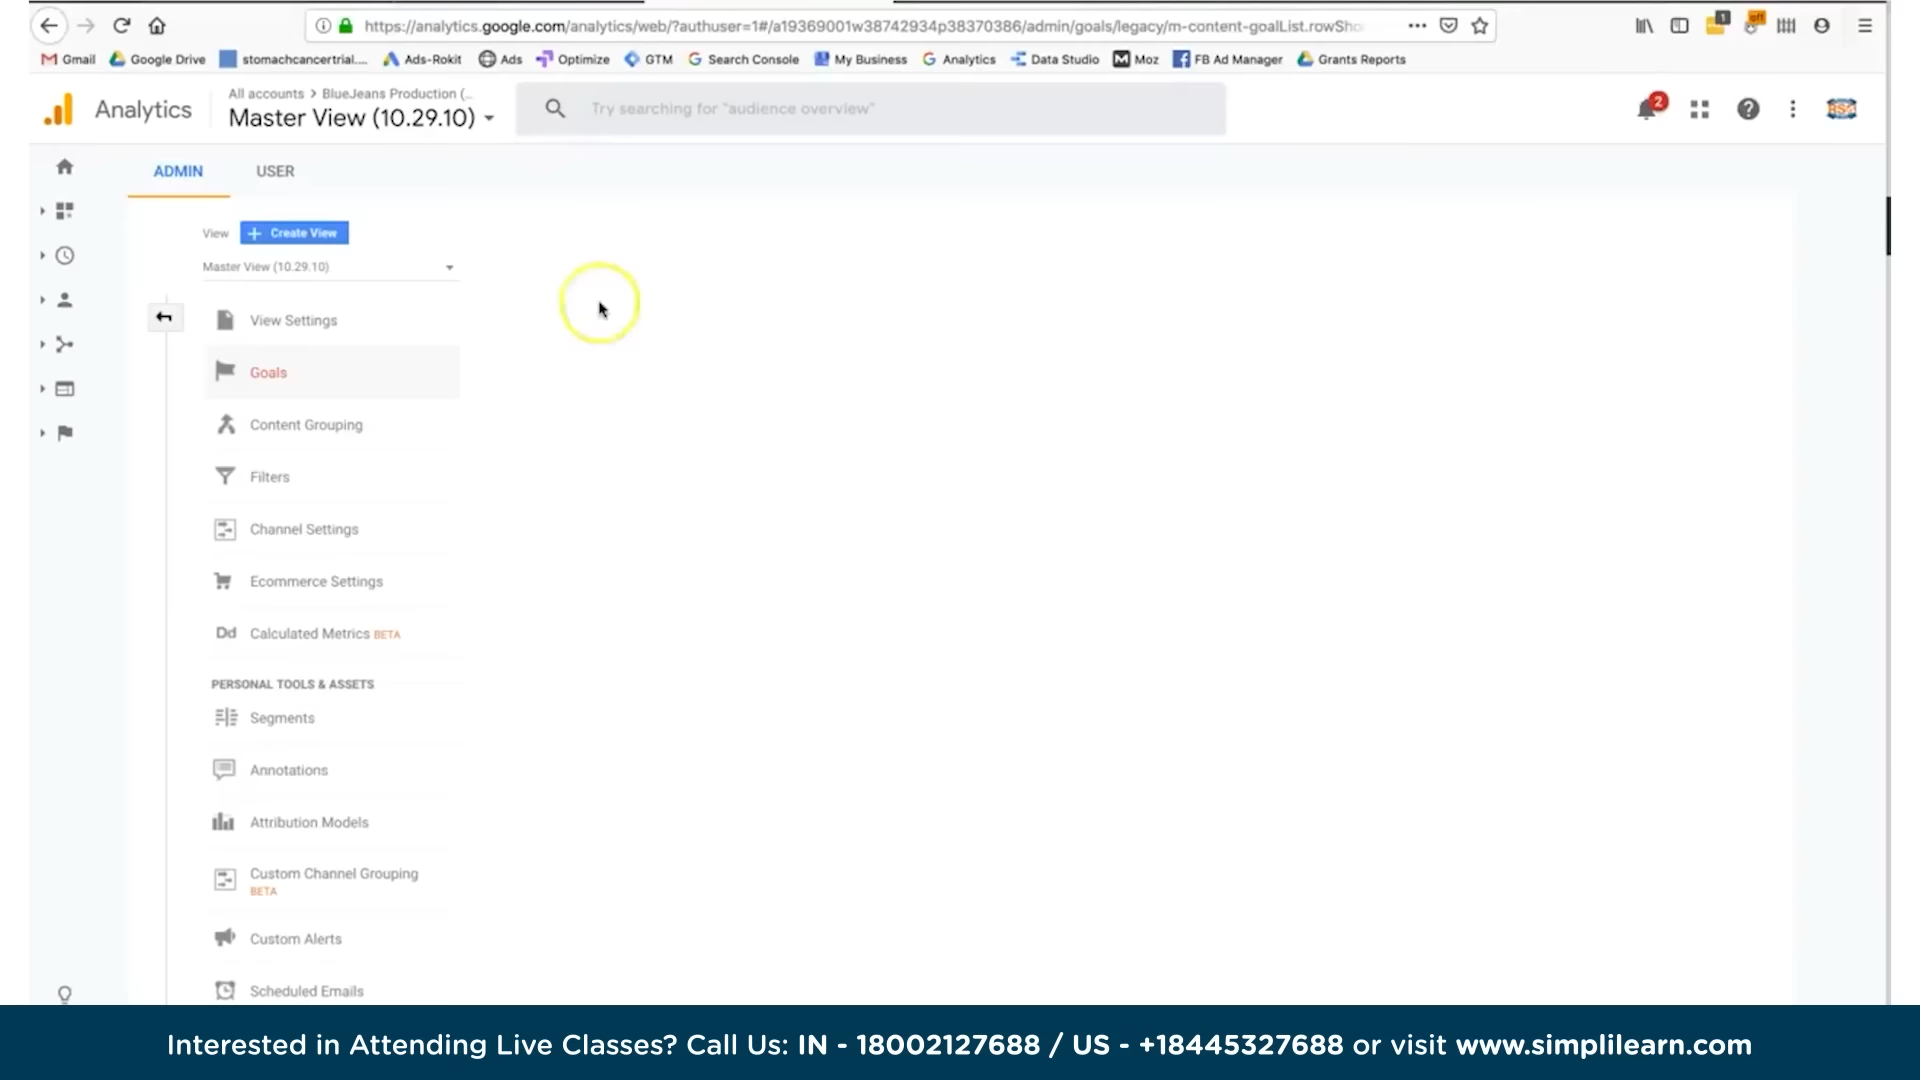 https://analytics.google.com/analytics/web/?authuser=1#/a19369001w38742934p38370386/admin/goals/legacy/m-content-goalList.rowSho
1
off
Gmail
Google Drive
stomachcancertrial....
Ads-Rokit
Ads
Optimize
GTM
Search Console
My Business
Analytics
Data Studio
Moz
FB Ad Manager
Grants Reports
Analytics
All accounts > BlueJeans Production (..
Master View (10.29.10)
Try searching for "audience overview"
2
ADMIN
USER
View
+ Create View
Master View (10.29.10)
View Settings
Goals
Content Grouping
Filters
Channel Settings
Ecommerce Settings
Dd Calculated Metrics BETA
PERSONAL TOOLS & ASSETS
Segments
Annotations
Attribution Models
Custom Channel Grouping
BETA
Custom Alerts
Scheduled Emails
Interested in Attending Live Classes? Call Us: IN - 18002127688 / US - +18445327688 or visit www.simplilearn.com